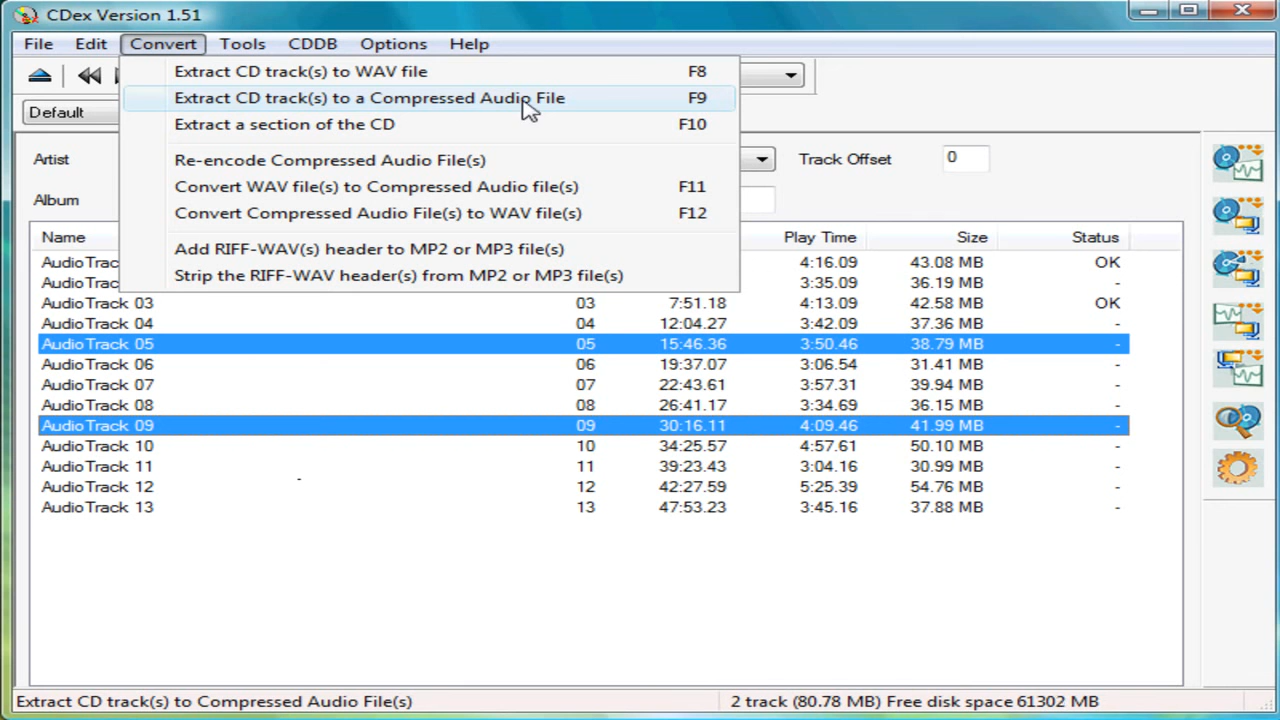 CDex Version 1.51
File Edit Convert Tools CDDB Options Help
Extract CD track(s) to WAV file F8
Extract CD track(s) to a Compressed Audio File F9
Extract a section of the CD F10
Re-encode Compressed Audio File(s)
Convert WAV file(s) to Compressed Audio file(s) F11
Convert Compressed Audio File(s) to WAV file(s) F12
Add RIFF-WAV(s) header to MP2 or MP3 file(s)
Strip the RIFF-WAV header(s) from MP2 or MP3 file(s)
Default
Artist Track Offset 0
Album
Name Play Time Size Status
AudioTrac 4:16.09 43.08 MB OK
AudioTrac 3:35.09 36.19 MB -
AudioTrack 03 03 7:51.18 4:13.09 42.58 MB OK
AudioTrack 04 04 12:04.27 3:42.09 37.36 MB -
AudioTrack 05 05 15:46.36 3:50.46 38.79 MB -
AudioTrack 06 06 19:37.07 3:06.54 31.41 MB -
AudioTrack 07 07 22:43.61 3:57.31 39.94 MB -
AudioTrack 08 08 26:41.17 3:34.69 36.15 MB -
AudioTrack 09 09 30:16.11 4:09.46 41.99 MB -
AudioTrack 10 10 34:25.57 4:57.61 50.10 MB -
AudioTrack 11 11 39:23.43 3:04.16 30.99 MB -
AudioTrack 12 12 42:27.59 5:25.39 54.76 MB -
AudioTrack 13 13 47:53.23 3:45.16 37.88 MB -
Extract CD track(s) to Compressed Audio File(s) 2 track (80.78 MB) Free disk space 61302 MB